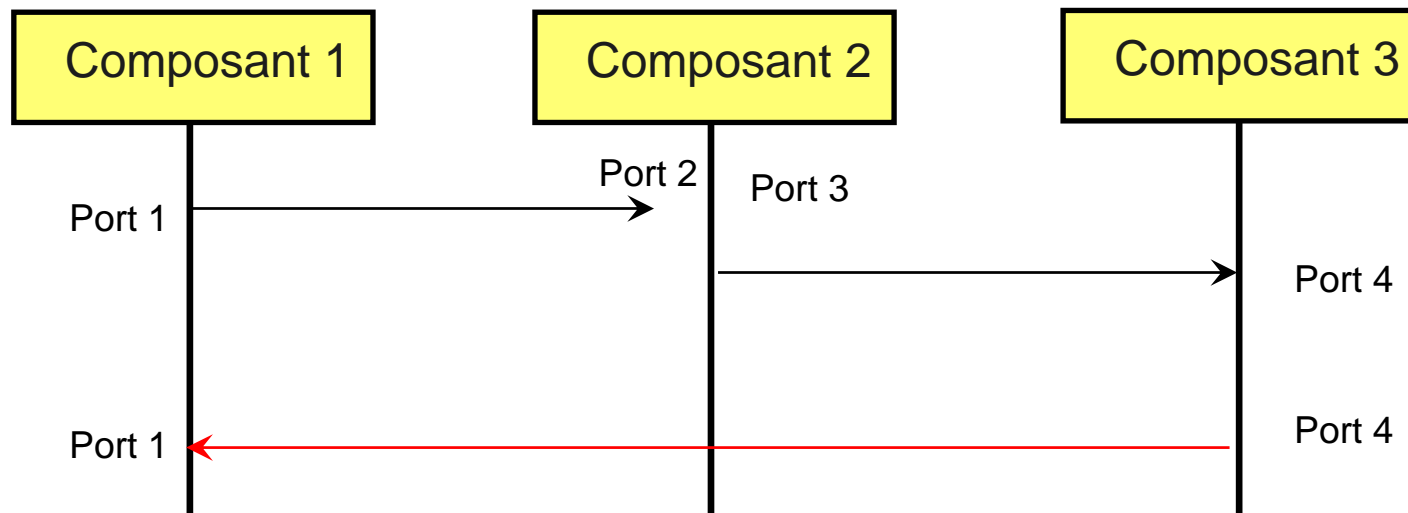 Composant 1
Composant 2
Composant 3
Port 2
Port 3
Port 1
Port 4
Port 1
Port 4